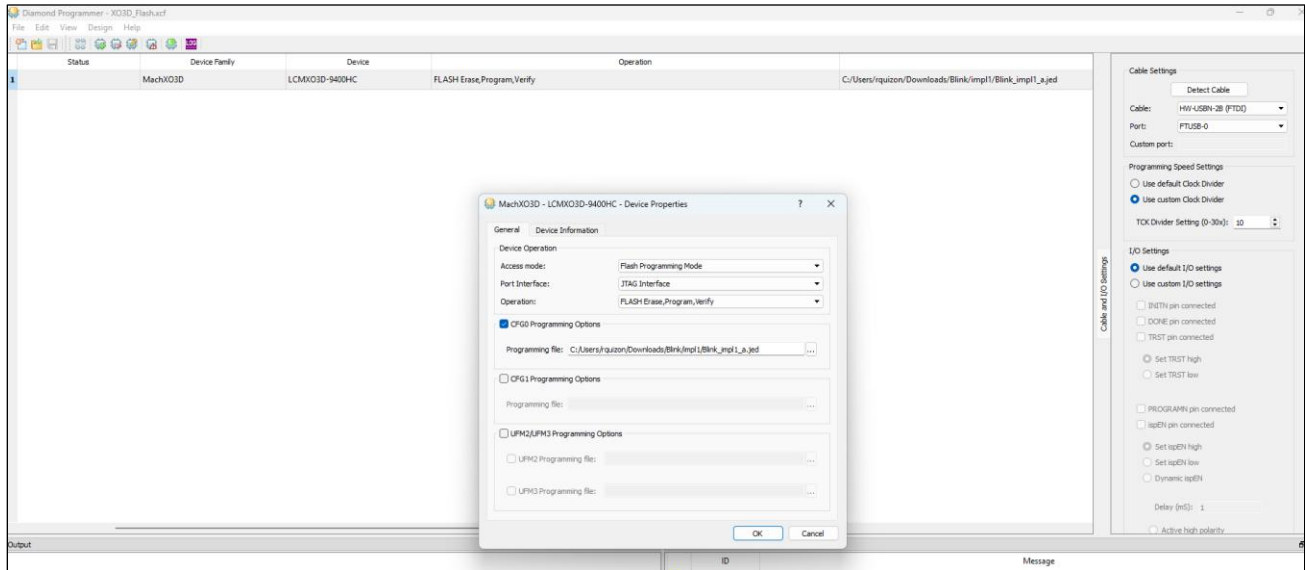 Diamond Programmer - XO3D_Flash.xcf
File Edit View Design Help
LOG
Status Device Family Device Operation
1 MachXO3D LCMXO3D-9400HC FLASH Erase,Program,Verify C:/Users/rquizon/Downloads/Blink/impl1/Blink_impl1_a.jed
MachXO3D - LCMXO3D-9400HC - Device Properties ? X
General Device Information
Device Operation
Access mode: Flash Programming Mode
Port Interface: JTAG Interface
Operation: FLASH Erase,Program,Verify
CFG0 Programming Options
Programming file: C:/Users/rquizon/Downloads/Blink/impl1/Blink_impl1_a.jed ...
CFG1 Programming Options
Programming file: ...
UFM2/UFM3 Programming Options
UFM2 Programming file: ...
UFM3 Programming file: ...
OK Cancel
Cable and I/O Settings
Cable Settings
Detect Cable
Cable: HW-USBN-2B (FTDI)
Port: FTUSB-0
Custom port:
Programming Speed Settings
Use default Clock Divider
Use custom Clock Divider
TCK Divider Setting (0-30x): 10
I/O Settings
Use default I/O settings
Use custom I/O settings
INITN pin connected
DONE pin connected
TRST pin connected
Set TRST high
Set TRST low
PROGRAMN pin connected
ispEN pin connected
Set ispEN high
Set ispEN low
Dynamic ispEN
Delay (mS): 1
Active high polarity
Output
ID Message